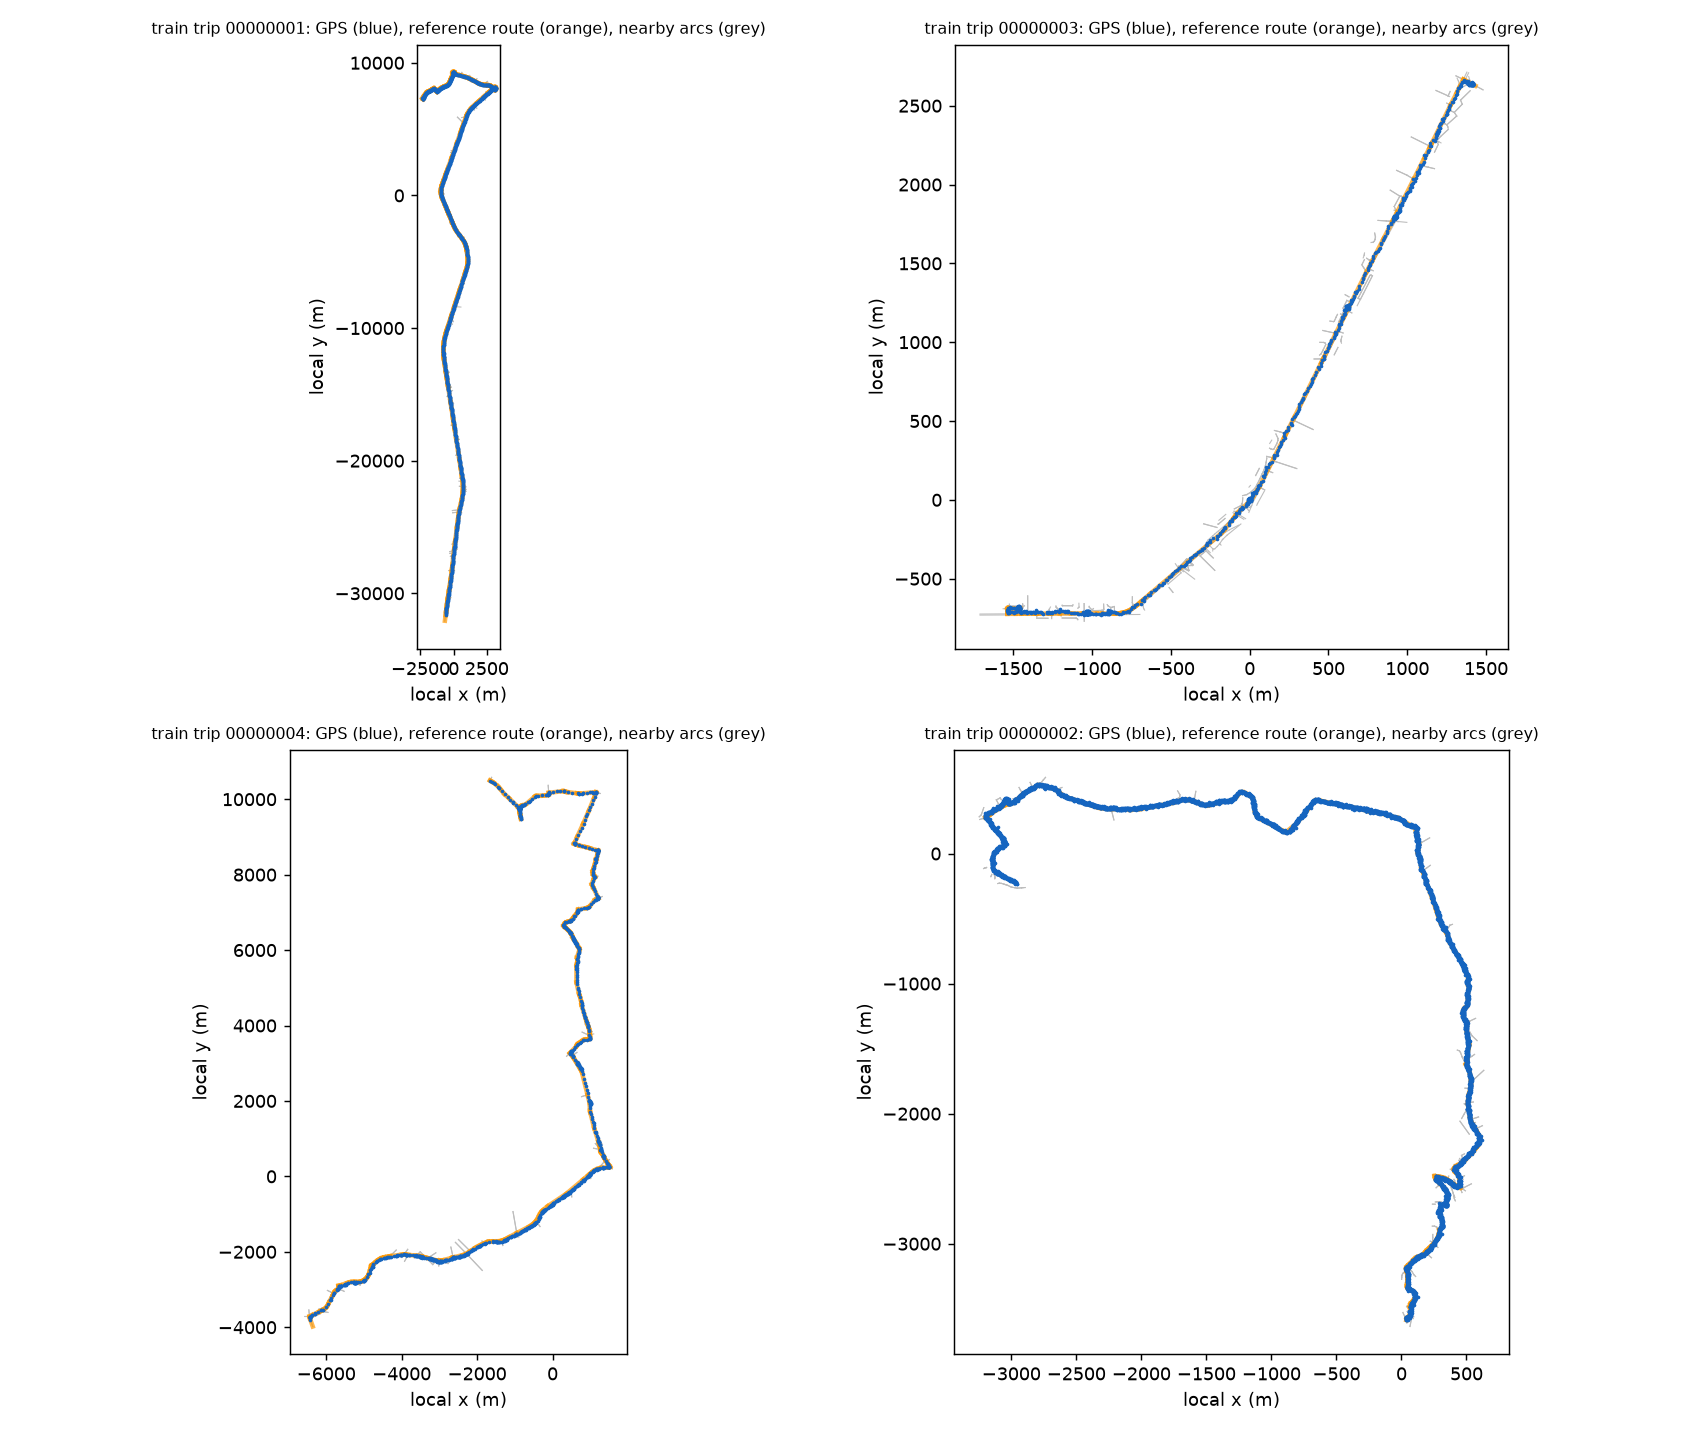 train trip 00000001: GPS (blue), reference route (orange), nearby arcs (grey)
10000
0
−10000
−20000
−30000
local y (m)
−2500 0 2500
local x (m)
train trip 00000003: GPS (blue), reference route (orange), nearby arcs (grey)
2500
2000
1500
1000
500
0
−500
local y (m)
−1500 −1000 −500 0 500 1000 1500
local x (m)
train trip 00000004: GPS (blue), reference route (orange), nearby arcs (grey)
10000
8000
6000
4000
2000
0
−2000
−4000
local y (m)
−6000 −4000 −2000 0
local x (m)
train trip 00000002: GPS (blue), reference route (orange), nearby arcs (grey)
0
−1000
−2000
−3000
local y (m)
−3000 −2500 −2000 −1500 −1000 −500 0 500
local x (m)